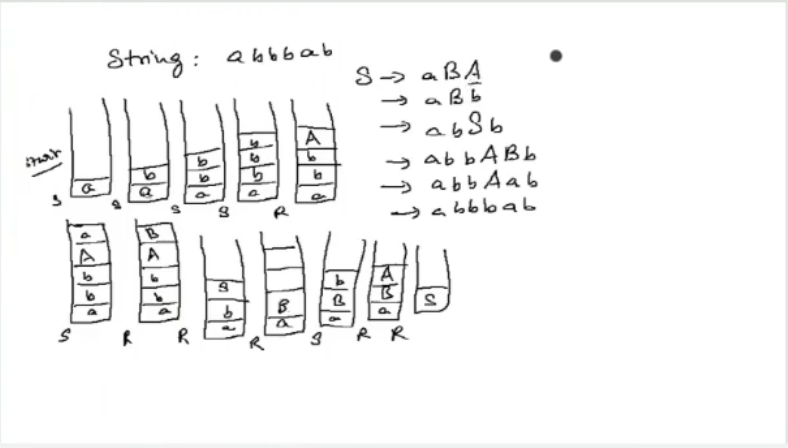 String: abbbab
S → aBA
→ aBb
→ abSb
→ abbABb
→ abbAab
→ abbbab
start
b A
b b b
b b b b
a a a a a
S S S S R
a B
A A
b b S b A
b b b B B B S
a a a a a a
S R R R S R R